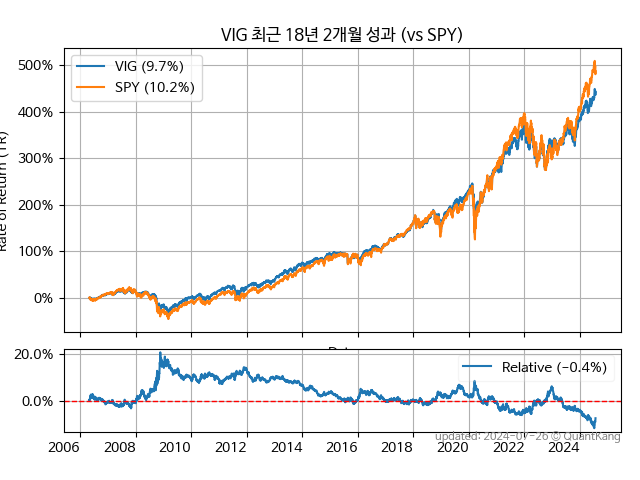 VIG 최근 18년 2개월 성과 (vs SPY)
VIG (9.7%)
SPY (10.2%)
500%
400%
300%
200%
100%
0%
Rate of Return (TR)
20.0%
0.0%
Relative (−0.4%)
2006 2008 2010 2012 2014 2016 2018 2020 2022 2024
updated: 2024-07-26 © QuantKang